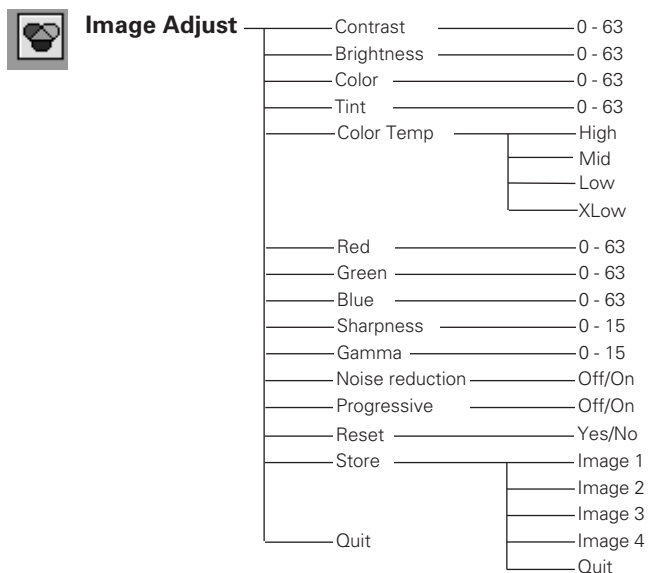 Image Adjust Contrast 0 - 63
Brightness 0 - 63
Color 0 - 63
Tint 0 - 63
Color Temp High
Mid
Low
XLow
Red 0 - 63
Green 0 - 63
Blue 0 - 63
Sharpness 0 - 15
Gamma 0 - 15
Noise reduction Off/On
Progressive Off/On
Reset Yes/No
Store Image 1
Image 2
Image 3
Quit Image 4
Quit